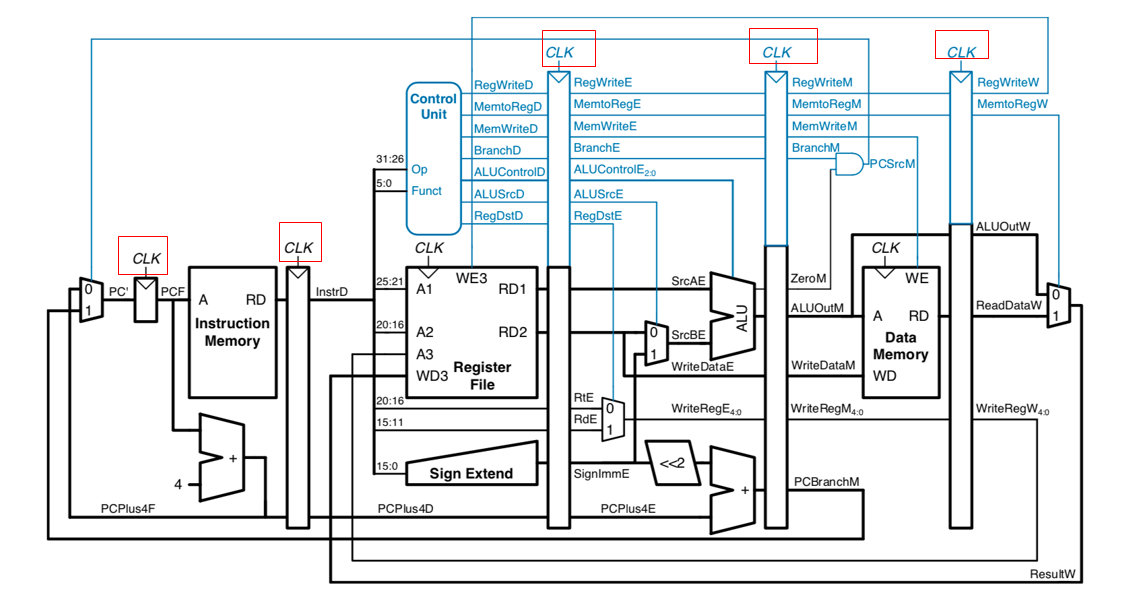 CLK
CLK
CLK
RegWriteD
RegWriteE
RegWriteM
RegWriteW
Control
Unit
MemtoRegD
MemtoRegE
MemtoRegM
MemtoRegW
MemWriteD
MemWriteE
MemWriteM
BranchD
BranchE
BranchM
31:26
Op
ALUControlD
ALUControlE2:0
PCSrcM
5:0
Funct
ALUSrcD
ALUSrcE
RegDstD
RegDstE
CLK
CLK
CLK
CLK
ALUOutW
0
1
PC'
PCF
A
RD
Instruction
Memory
InstrD
25:21
A1
WE3
RD1
SrcAE
ZeroM
WE
ALU
ALUOutM
A
RD
Data
Memory
WD
ReadDataW
0
1
20:16
A2
RD2
0
1
SrcBE
A3
WD3
Register
File
WriteDataE
WriteDataM
20:16
RtE
0
1
WriteRegE4:0
WriteRegM4:0
WriteRegW4:0
15:11
RdE
+
4
15:0
Sign Extend
SignImmE
<<2
+
PCBranchM
PCPlus4F
PCPlus4D
PCPlus4E
ResultW